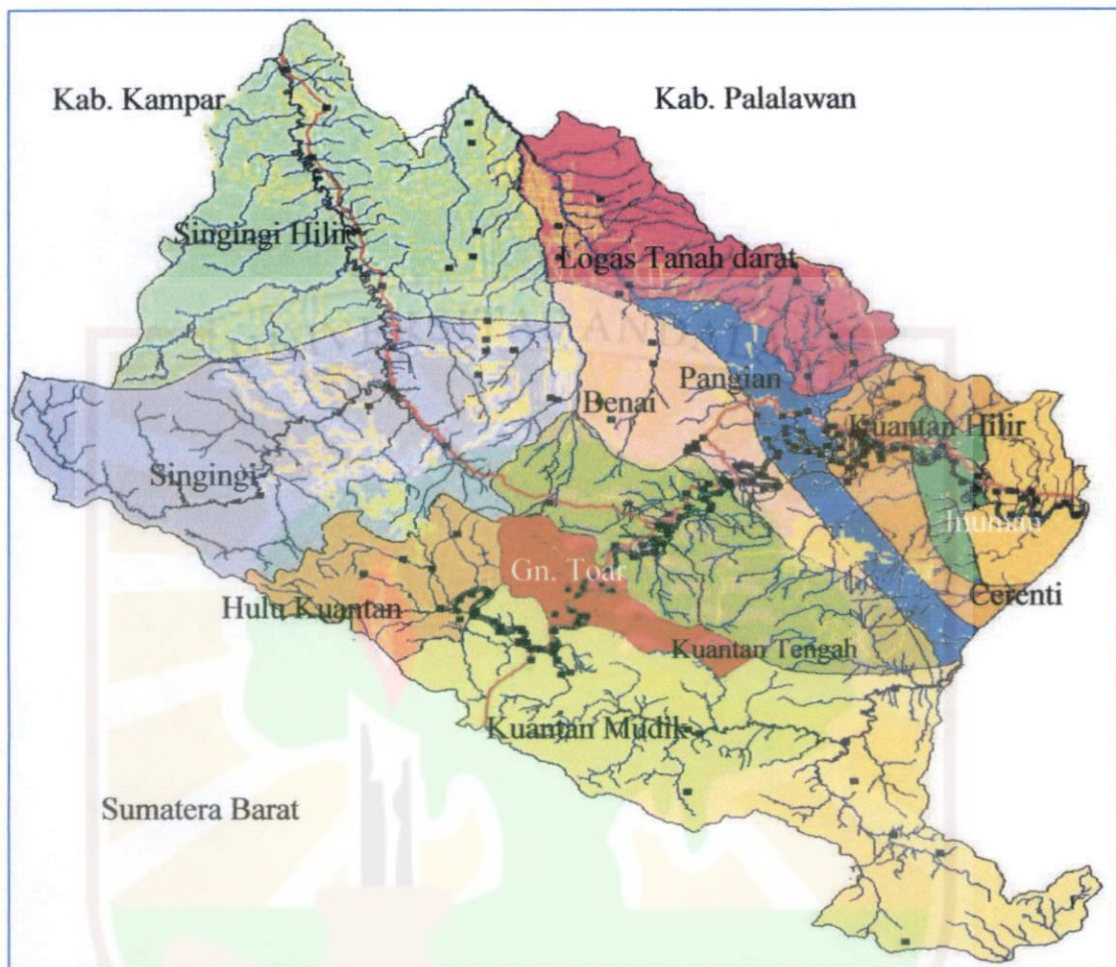 Kab. Kampar
Kab. Palalawan
Singingi Hilir
Logas Tanah darat
Pangian
Benai
Kuantan Hilir
Singingi
Inuman
Gn. Toar
Cerenti
Hulu Kuantan
Kuantan Tengah
Kuantan Mudik
Sumatera Barat